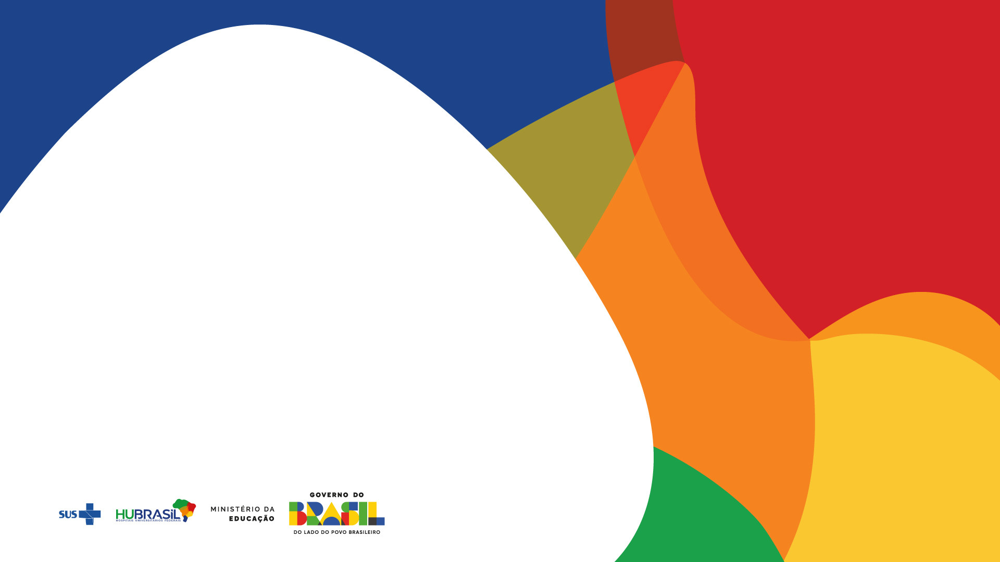 SUS
HUBRASIL
HOSPITAIS UNIVERSITÁRIOS FEDERAIS
MINISTÉRIO DA
EDUCAÇÃO
GOVERNO DO
BRASIL
DO LADO DO POVO BRASILEIRO